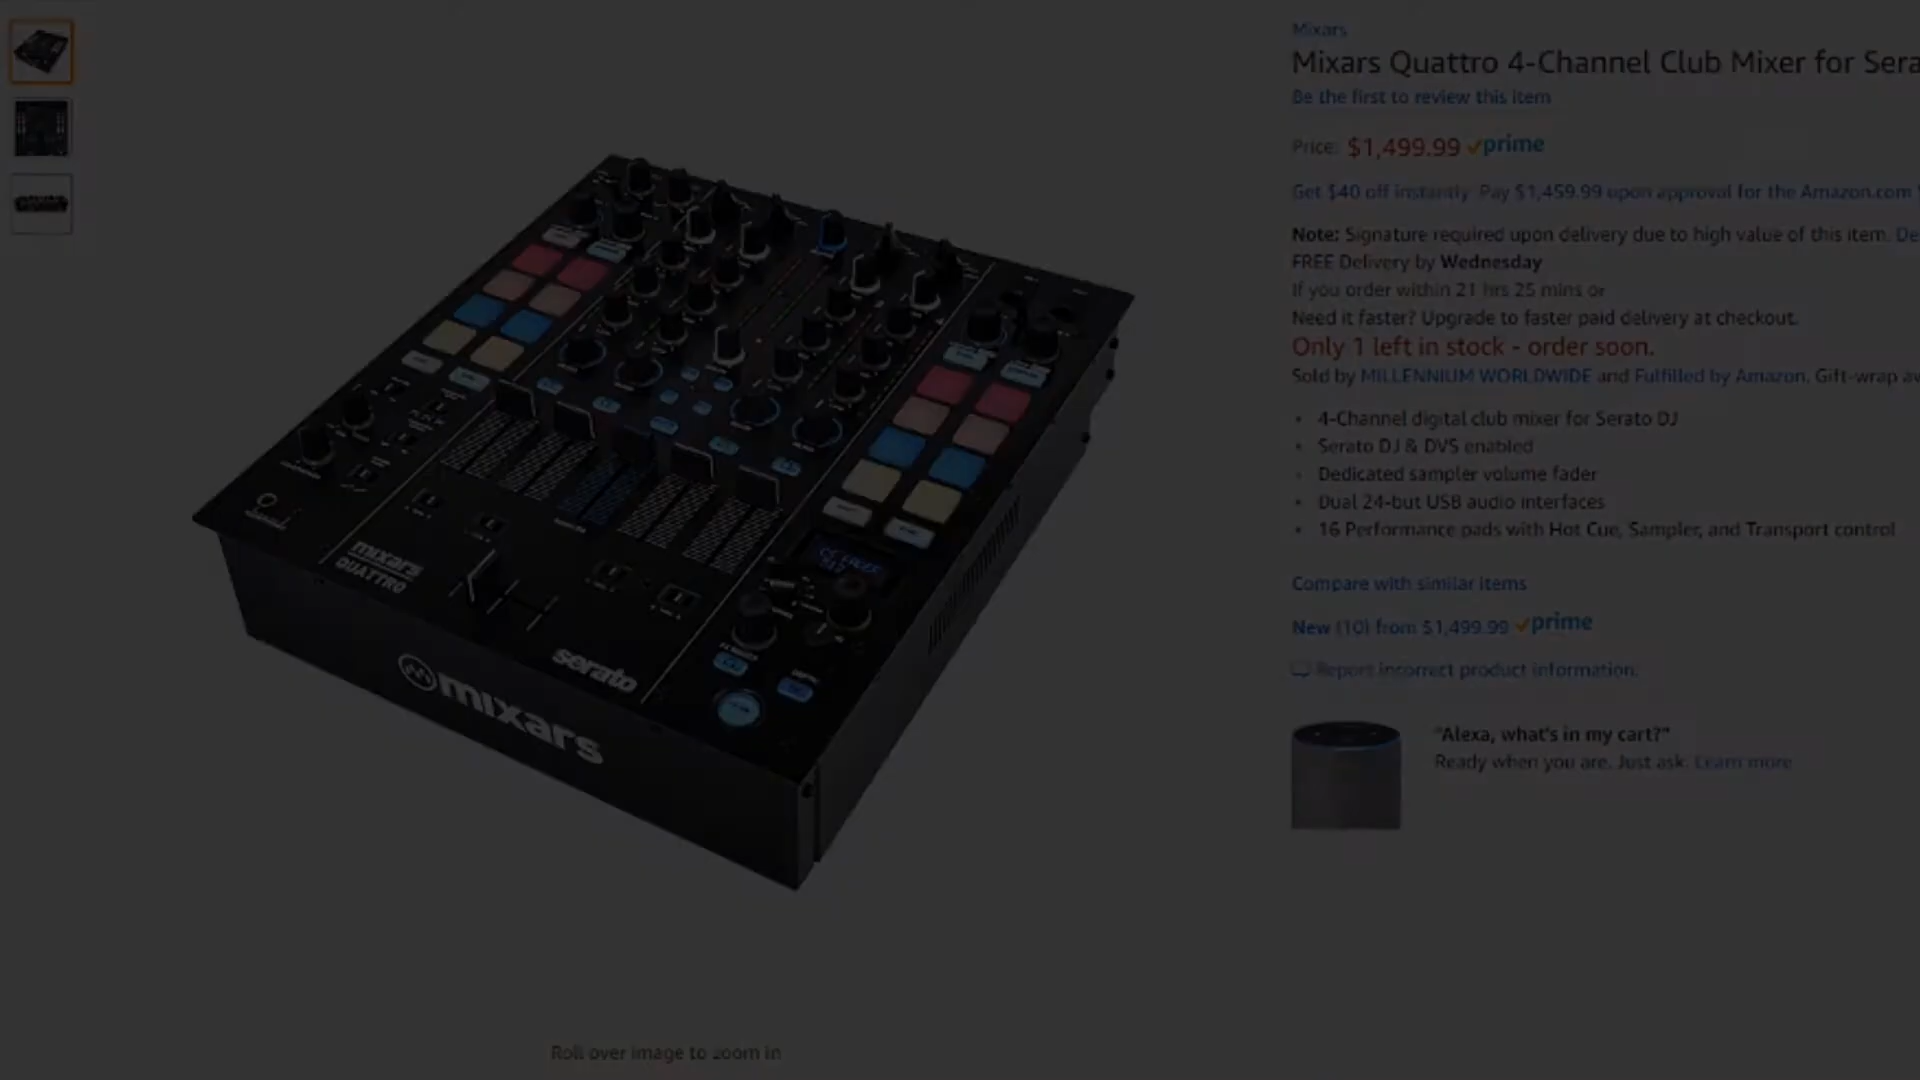 Mixars
Mixars Quattro 4-Channel Club Mixer for Sera
Be the first to review this item
Price: $1,499.99 prime
Get $40 off instantly: Pay $1,459.99 upon approval for the Amazon.com
Note: Signature required upon delivery due to high value of this item. De
FREE Delivery by Wednesday
If you order within 21 hrs 25 mins or
Need it faster? Upgrade to faster paid delivery at checkout.
Only 1 left in stock - order soon.
Sold by MILLENNIUM WORLDWIDE and Fulfilled by Amazon. Gift-wrap av
4-Channel digital club mixer for Serato DJ
Serato DJ & DVS enabled
Dedicated sampler volume fader
Dual 24-but USB audio interfaces
16 Performance pads with Hot Cue, Sampler, and Transport control
Compare with similar items
New (10) from $1,499.99 prime
Report incorrect product information.
"Alexa, what's in my cart?"
Ready when you are. Just ask. Learn more
mixars
QUATTRO
serato
mixars
Roll over image to zoom in